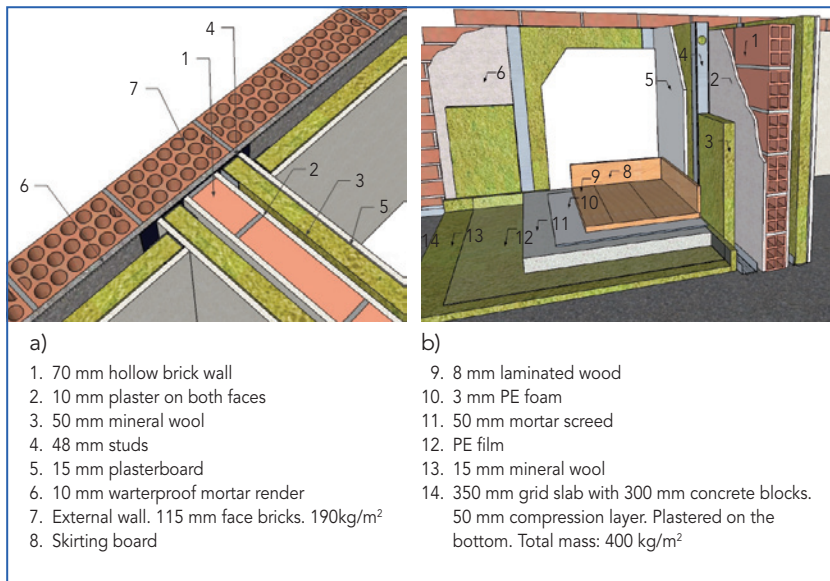 4
1
7
2
6
3
5
6
4
1
5
2
3
9
8
10
11
14
13
12
a)
1. 70 mm hollow brick wall
2. 10 mm plaster on both faces
3. 50 mm mineral wool
4. 48 mm studs
5. 15 mm plasterboard
6. 10 mm warterproof mortar render
7. External wall. 115 mm face bricks. 190kg/m²
8. Skirting board
b)
9. 8 mm laminated wood
10. 3 mm PE foam
11. 50 mm mortar screed
12. PE film
13. 15 mm mineral wool
14. 350 mm grid slab with 300 mm concrete blocks.
50 mm compression layer. Plastered on the
bottom. Total mass: 400 kg/m²